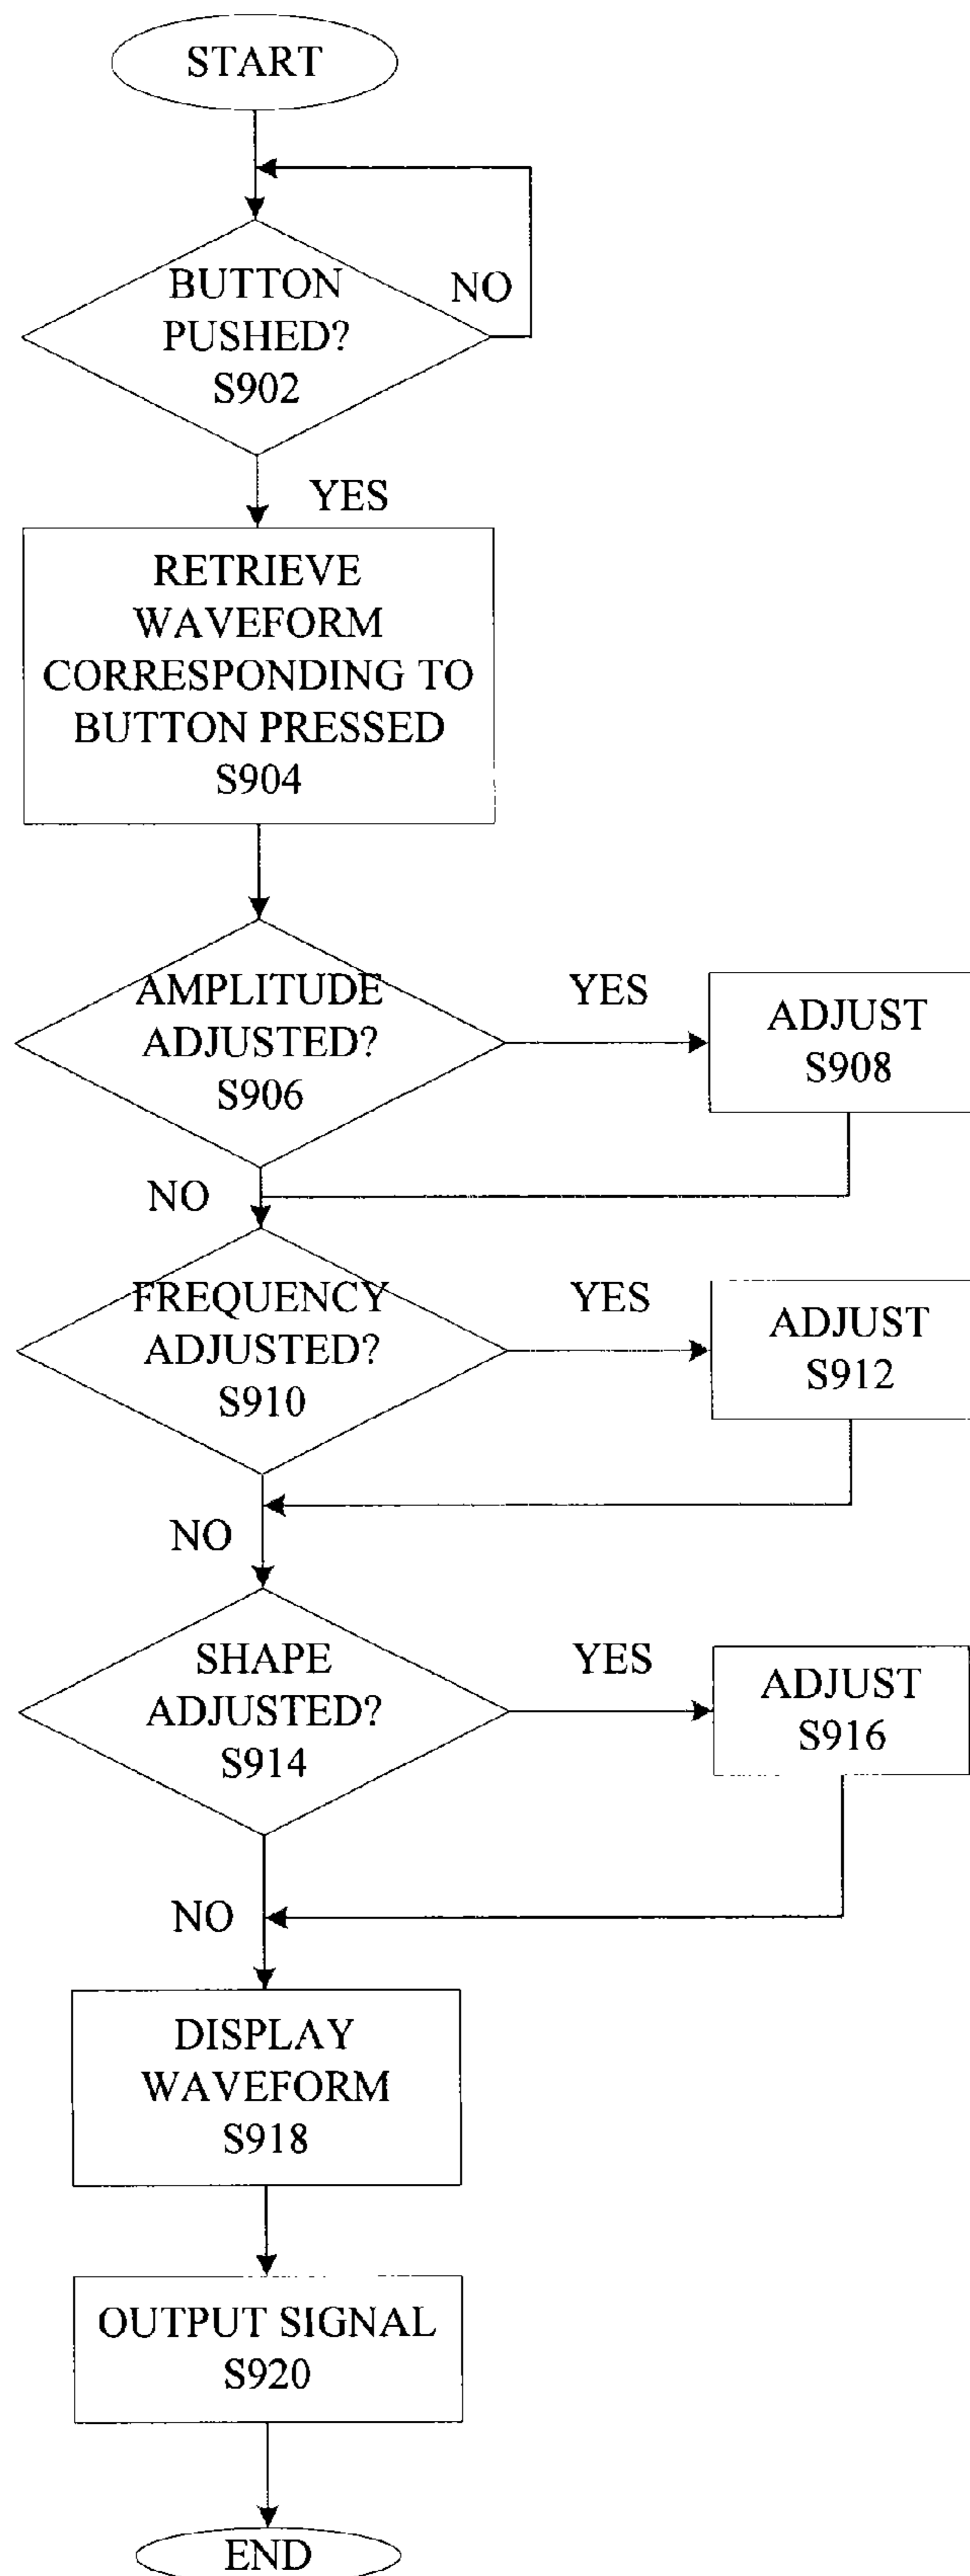 START
BUTTON
PUSHED?
S902
NO
YES
RETRIEVE
WAVEFORM
CORRESPONDING TO
BUTTON PRESSED
S904
AMPLITUDE
ADJUSTED?
S906
YES
ADJUST
S908
NO
FREQUENCY
ADJUSTED?
S910
YES
ADJUST
S912
NO
SHAPE
ADJUSTED?
S914
YES
ADJUST
S916
NO
DISPLAY
WAVEFORM
S918
OUTPUT SIGNAL
S920
END